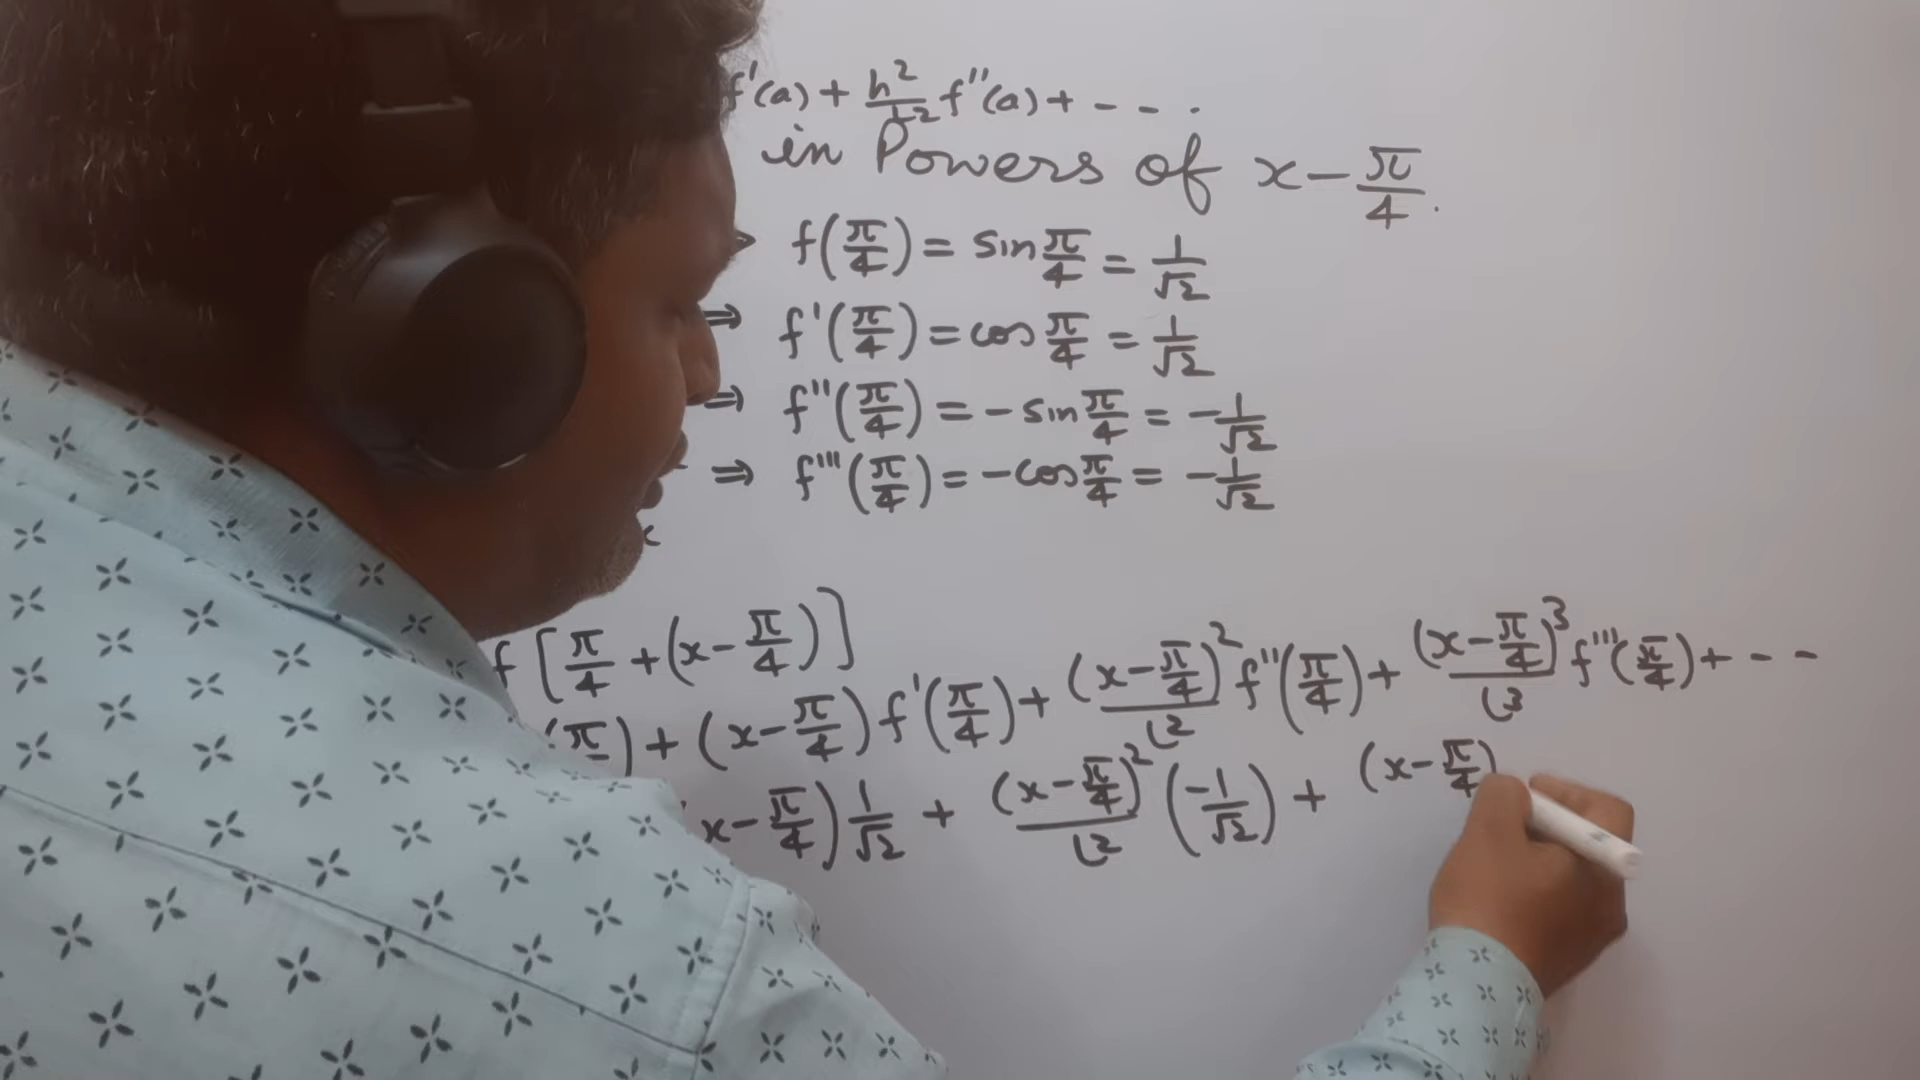 f'(a) + h²/⌊2 f''(a) + - - .
in Powers of x - π/4.
f(π/4) = sin π/4 = 1/√2
⇒ f'(π/4) = cos π/4 = 1/√2
⇒ f''(π/4) = - sin π/4 = - 1/√2
⇒ f'''(π/4) = - cos π/4 = - 1/√2
f [π/4 + (x - π/4)]
(π/4) + (x - π/4) f'(π/4) + (x - π/4)²/⌊2 f''(π/4) + (x - π/4)³/⌊3 f'''(π/4) + - -
x - π/4) 1/√2 + (x - π/4)²/⌊2 (-1/√2) + (x - π/4)